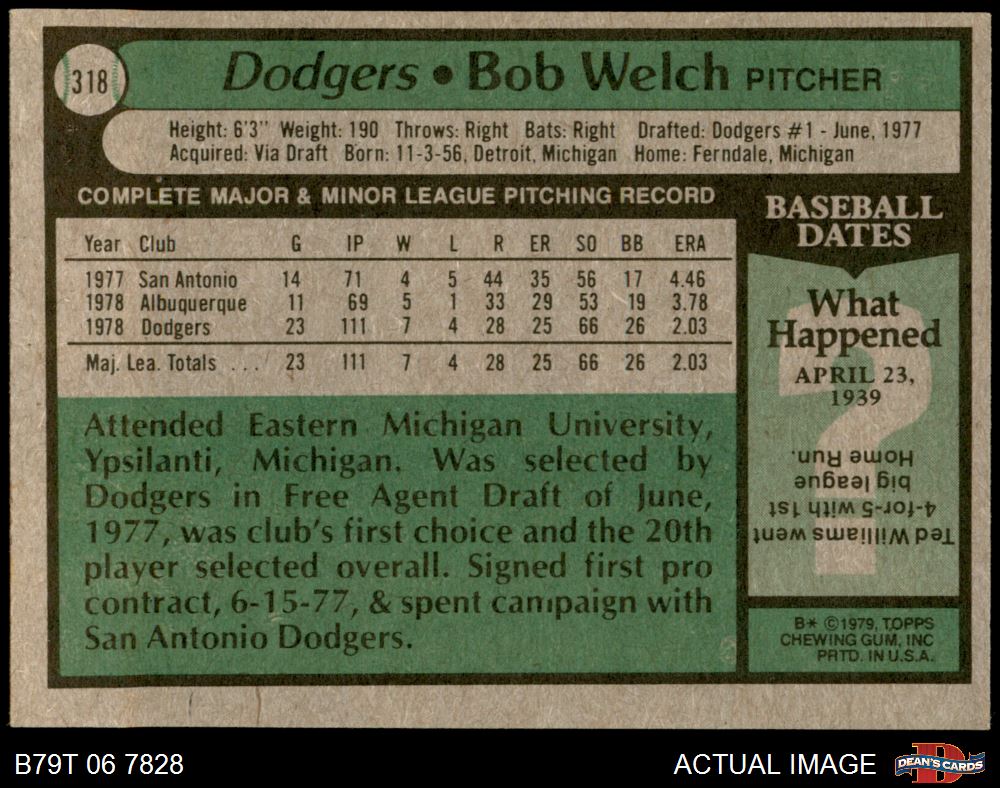 318
Dodgers • Bob Welch PITCHER
Height: 6'3" Weight: 190 Throws: Right Bats: Right Drafted: Dodgers #1 - June, 1977
Acquired: Via Draft Born: 11-3-56, Detroit, Michigan Home: Ferndale, Michigan
COMPLETE MAJOR & MINOR LEAGUE PITCHING RECORD
Year Club G IP W L R ER SO BB ERA
1977 San Antonio 14 71 4 5 44 35 56 17 4.46
1978 Albuquerque 11 69 5 1 33 29 53 19 3.78
1978 Dodgers 23 111 7 4 28 25 66 26 2.03
Maj. Lea. Totals . . . 23 111 7 4 28 25 66 26 2.03
Attended Eastern Michigan University,
Ypsilanti, Michigan. Was selected by
Dodgers in Free Agent Draft of June,
1977, was club's first choice and the 20th
player selected overall. Signed first pro
contract, 6-15-77, & spent campaign with
San Antonio Dodgers.
BASEBALL
DATES
?
What
Happened
APRIL 23,
1939
Ted Williams went
4-for-5 with 1st
big league
Home Run.
B* ©1979, TOPPS
CHEWING GUM, INC
PRTD. IN U.S.A.
B79T 06 7828
ACTUAL IMAGE
D
DEAN'S CARDS